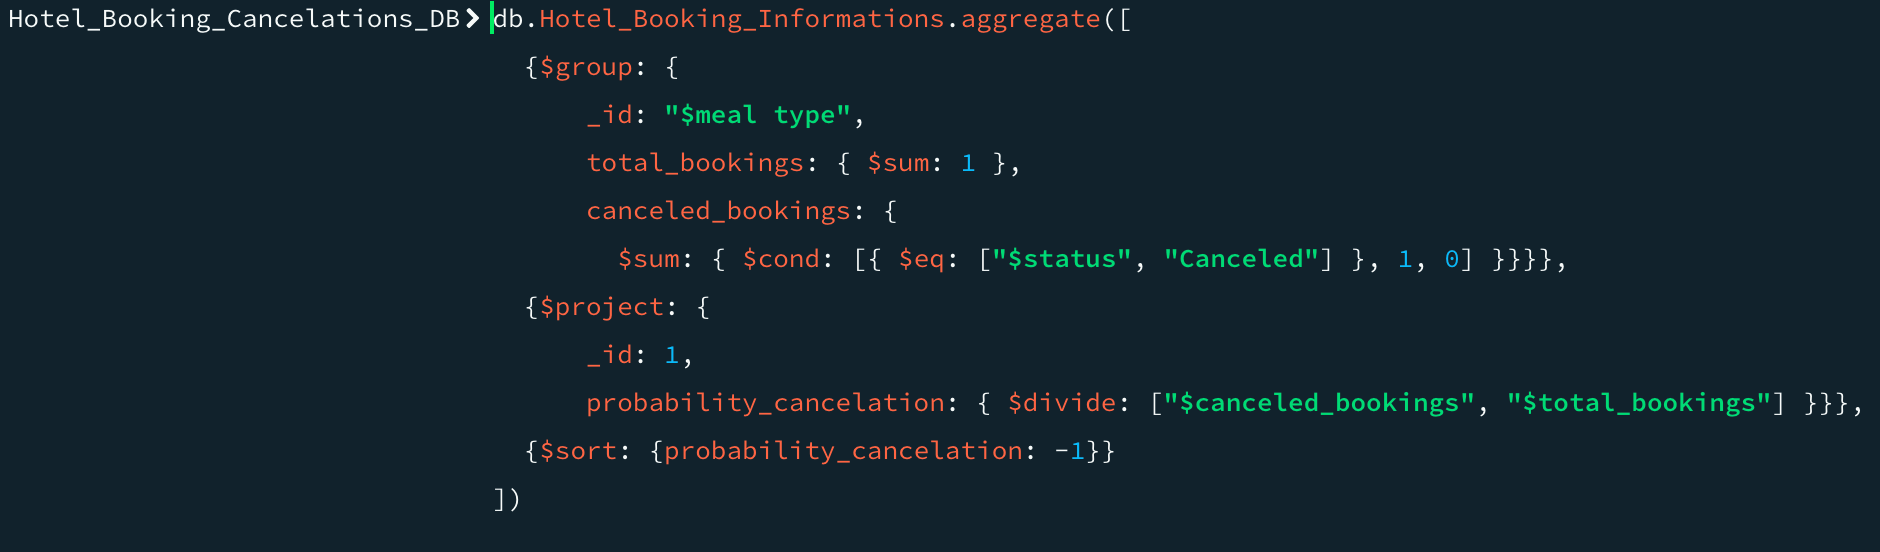 Hotel_Booking_Cancelations_DB> db.Hotel_Booking_Informations.aggregate([
{$group: {
_id: "$meal type",
total_bookings: { $sum: 1 },
canceled_bookings: {
$sum: { $cond: [{ $eq: ["$status", "Canceled"] }, 1, 0] }}}},
{$project: {
_id: 1,
probability_cancelation: { $divide: ["$canceled_bookings", "$total_bookings"] }}},
{$sort: {probability_cancelation: -1}}
])